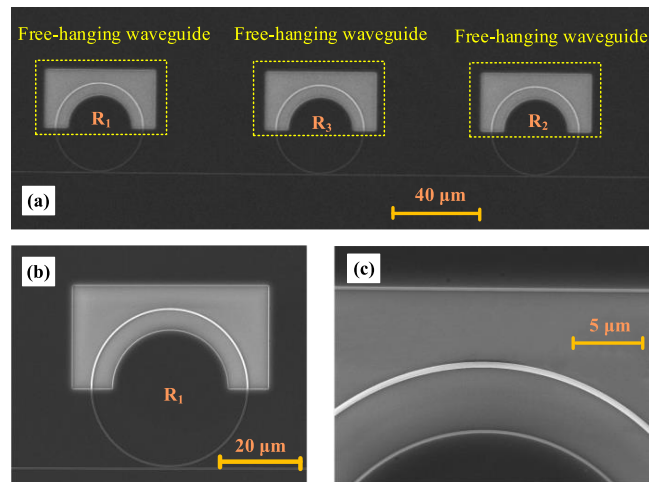 Free-hanging waveguide Free-hanging waveguide Free-hanging waveguide
R1 R3 R2
(a)
40 μm
(b)
R1
20 μm
(c)
5 μm